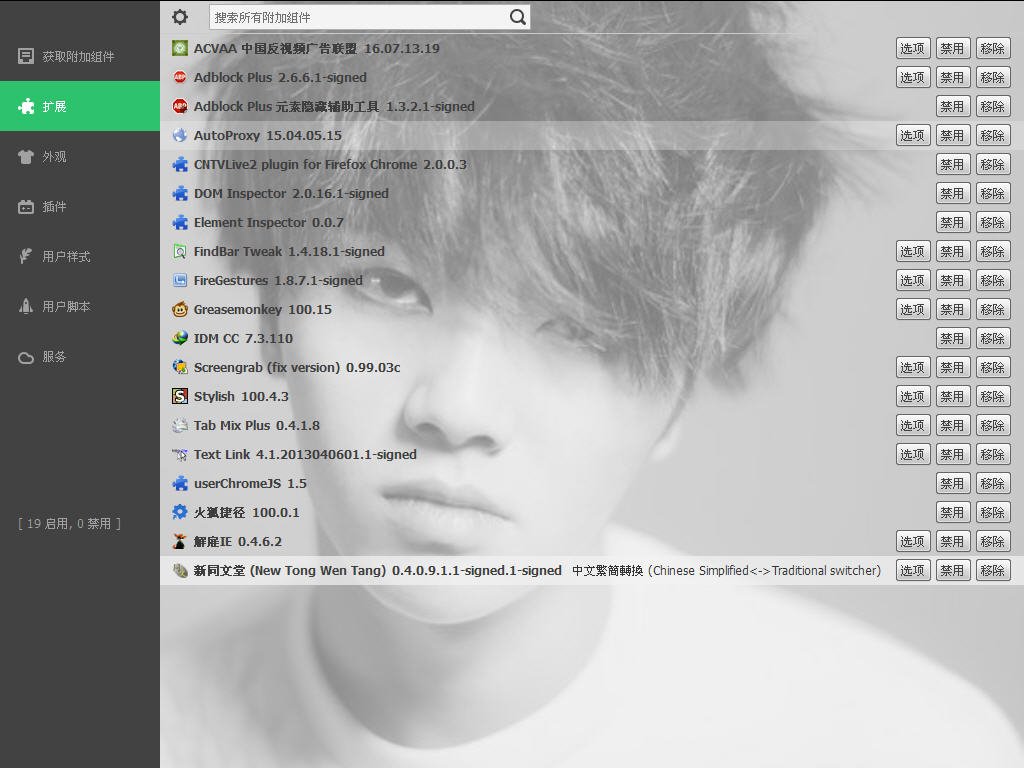 搜索所有附加组件
获取附加组件
扩展
外观
插件
用户样式
用户脚本
服务
[ 19 启用, 0 禁用 ]
ACVAA 中国反视频广告联盟 16.07.13.19 选项 禁用 移除
Adblock Plus 2.6.6.1-signed 选项 禁用 移除
Adblock Plus 元素隐藏辅助工具 1.3.2.1-signed 禁用 移除
AutoProxy 15.04.05.15 选项 禁用 移除
CNTVLive2 plugin for Firefox Chrome 2.0.0.3 禁用 移除
DOM Inspector 2.0.16.1-signed 禁用 移除
Element Inspector 0.0.7 禁用 移除
FindBar Tweak 1.4.18.1-signed 选项 禁用 移除
FireGestures 1.8.7.1-signed 选项 禁用 移除
Greasemonkey 100.15 选项 禁用 移除
IDM CC 7.3.110 禁用 移除
Screengrab (fix version) 0.99.03c 选项 禁用 移除
Stylish 100.4.3 选项 禁用 移除
Tab Mix Plus 0.4.1.8 选项 禁用 移除
Text Link 4.1.2013040601.1-signed 选项 禁用 移除
userChromeJS 1.5 禁用 移除
火狐捷径 100.0.1 禁用 移除
解雇IE 0.4.6.2 选项 禁用 移除
新同文堂 (New Tong Wen Tang) 0.4.0.9.1.1-signed.1-signed 中文繁簡轉換 (Chinese Simplified<->Traditional switcher) 选项 禁用 移除